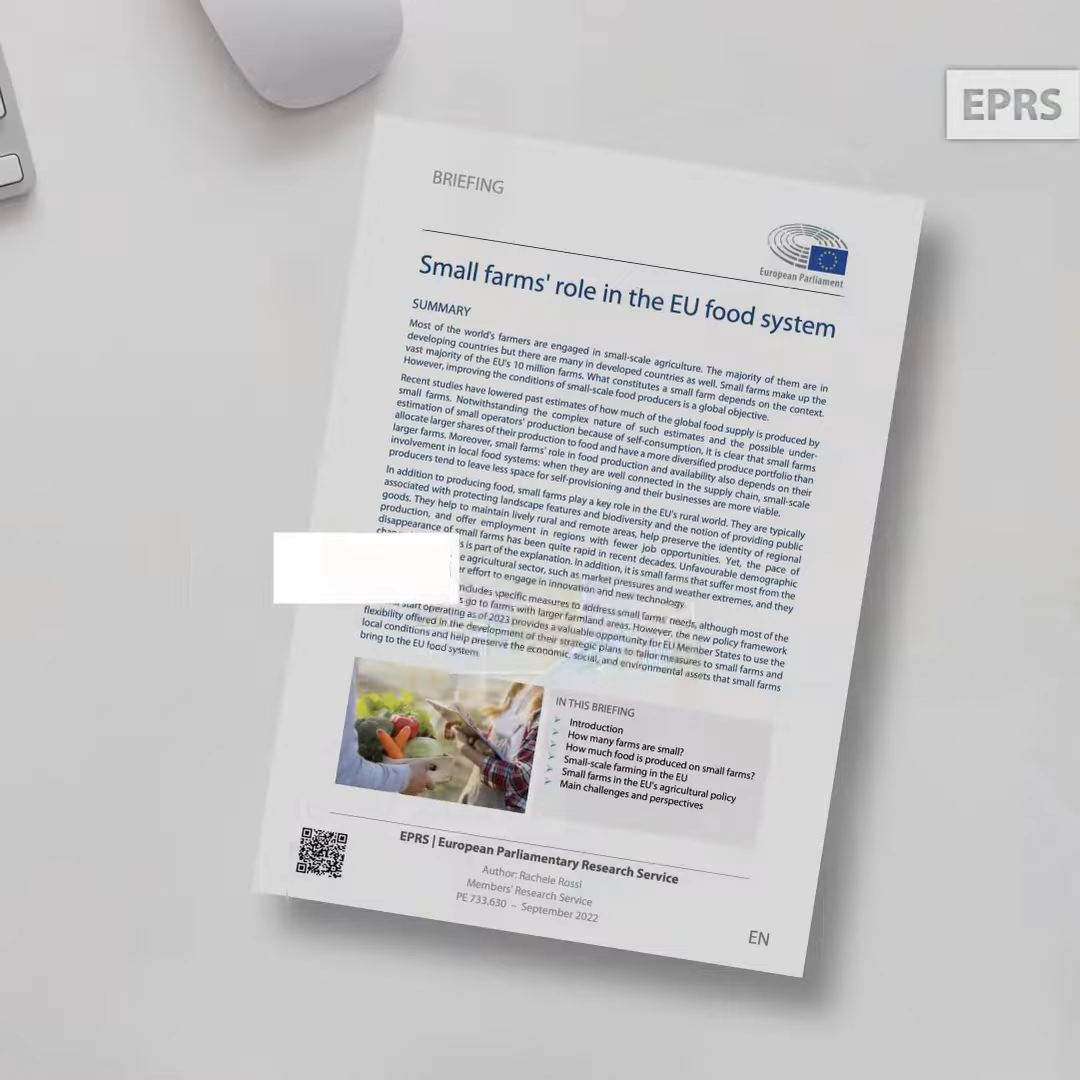 EPRS
BRIEFING
European Parliament
Small farms' role in the EU food system
SUMMARY
Most of the world's farmers are engaged in small-scale agriculture. The majority of them are in
developing countries but there are many in developed countries as well. Small farms make up the
vast majority of the EU's 10 million farms. What constitutes a small farm depends on the context.
However, improving the conditions of small-scale food producers is a global objective.
Recent studies have lowered past estimates of how much of the global food supply is produced by
small farms. Notwithstanding the complex nature of such estimates and the possible under-
estimation of small operators' production because of self-consumption, it is clear that small farms
allocate larger shares of their production to food and have a more diversified produce portfolio than
larger farms. Moreover, small farms' role in food production and availability also depends on their
involvement in local food systems: when they are well connected in the supply chain, small-scale
producers tend to leave less space for self-provisioning and their businesses are more viable.
In addition to producing food, small farms play a key role in the EU's rural world. They are typically
associated with protecting landscape features and biodiversity and the notion of providing public
goods. They help to maintain lively rural and remote areas, help preserve the identity of regional
production, and offer employment in regions with fewer job opportunities. Yet, the pace of
disappearance of small farms has been quite rapid in recent decades. Unfavourable demographic
is part of the explanation. In addition, it is small farms that suffer most from the
agricultural sector, such as market pressures and weather extremes, and they
effort to engage in innovation and new technology.
includes specific measures to address small farms' needs, although most of the
go to farms with larger farmland areas. However, the new policy framework
start operating as of 2023 provides a valuable opportunity for EU Member States to use the
flexibility offered in the development of their strategic plans to tailor measures to small farms and
local conditions and help preserve the economic, social, and environmental assets that small farms
bring to the EU food system.
IN THIS BRIEFING
Introduction
How many farms are small?
How much food is produced on small farms?
Small-scale farming in the EU
Small farms in the EU's agricultural policy
Main challenges and perspectives
EPRS | European Parliamentary Research Service
Author: Rachele Rossi
Members' Research Service
PE 733.630 – September 2022
EN